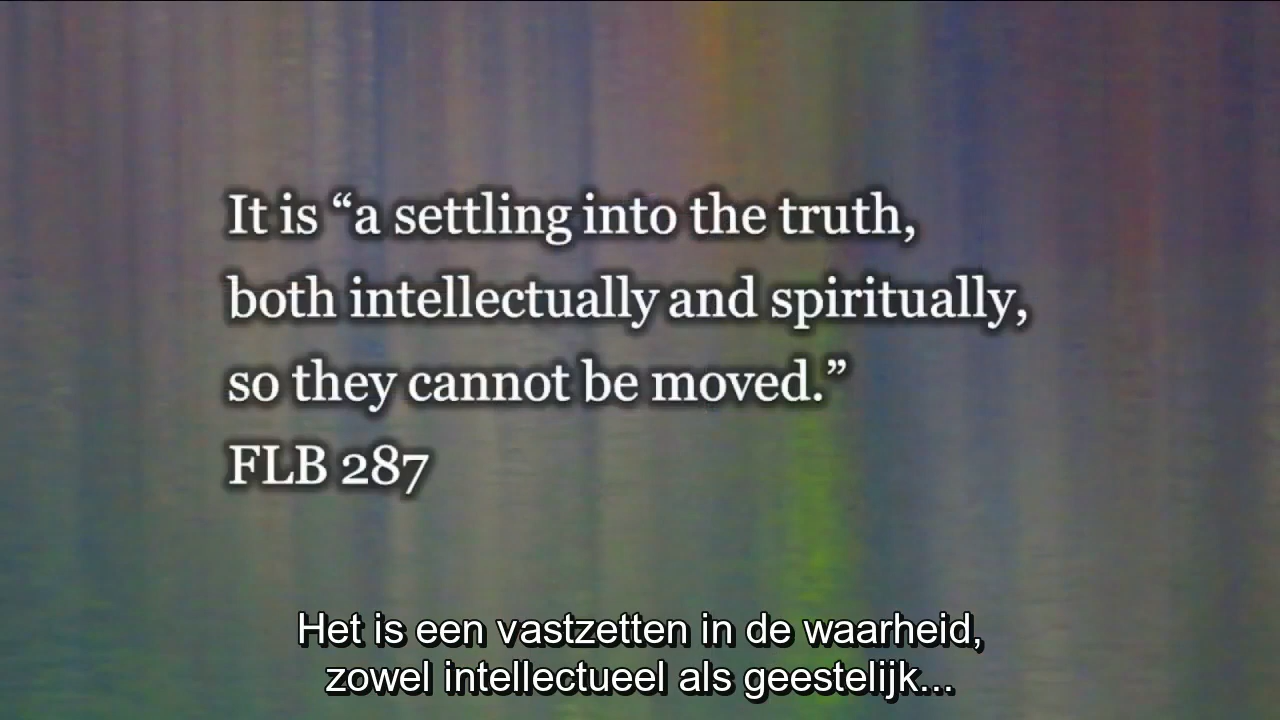 It is “a settling into the truth,
both intellectually and spiritually,
so they cannot be moved.”
FLB 287
Het is een vastzetten in de waarheid,
zowel intellectueel als geestelijk...